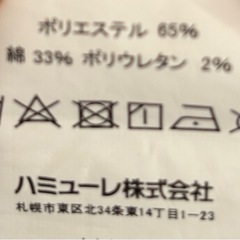 ポリエステル 65%
綿 33% ポリウレタン 2%
ハミューレ株式会社
札幌市東区北34条東14丁目1-23